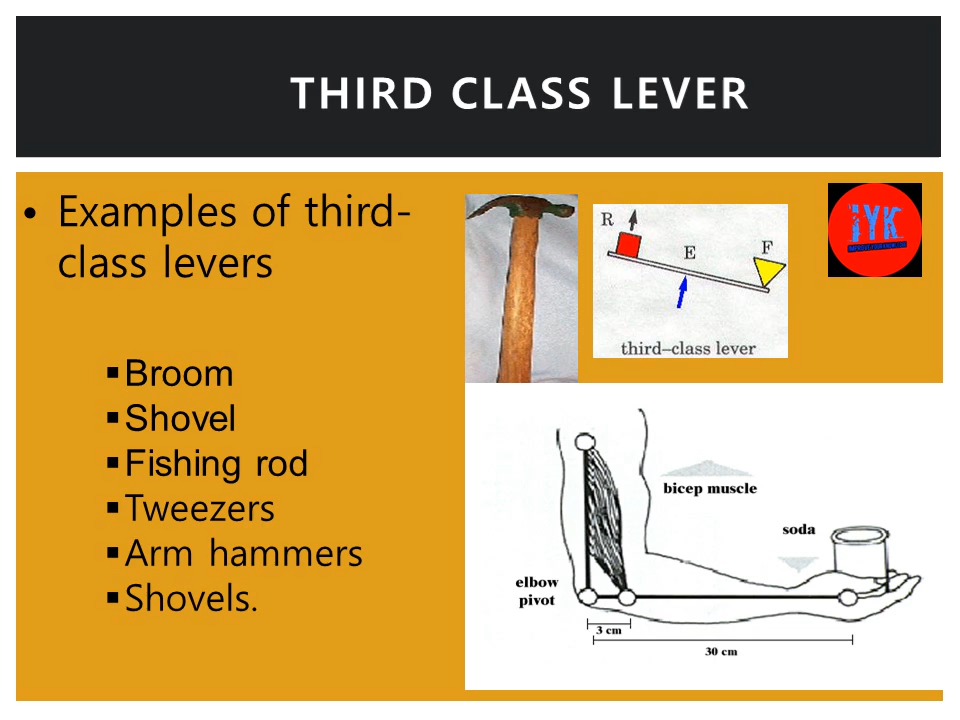 THIRD CLASS LEVER
• Examples of third-
class levers
▪Broom
▪Shovel
▪Fishing rod
▪Tweezers
▪Arm hammers
▪Shovels.
R
E
F
third–class lever
IYK
bicep muscle
soda
elbow
pivot
3 cm
30 cm